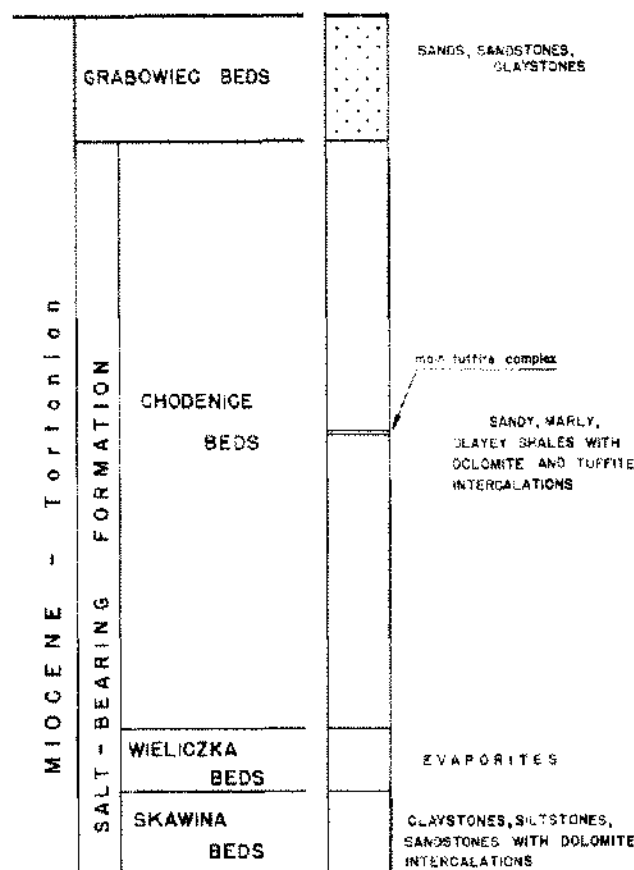 GRABOWIEC BEDS
SANDS, SANDSTONES,
CLAYSTONES
MIOCENE - Tortonian
SALT - BEARING FORMATION
CHODENICE
BEDS
main tuffite complex
SANDY, MARLY,
CLAYEY SHALES WITH
DOLOMITE AND TUFFITE
INTERCALATIONS
WIELICZKA
BEDS
EVAPORITES
SKAWINA
BEDS
CLAYSTONES, SILTSTONES,
SANDSTONES WITH DOLOMITE
INTERCALATIONS